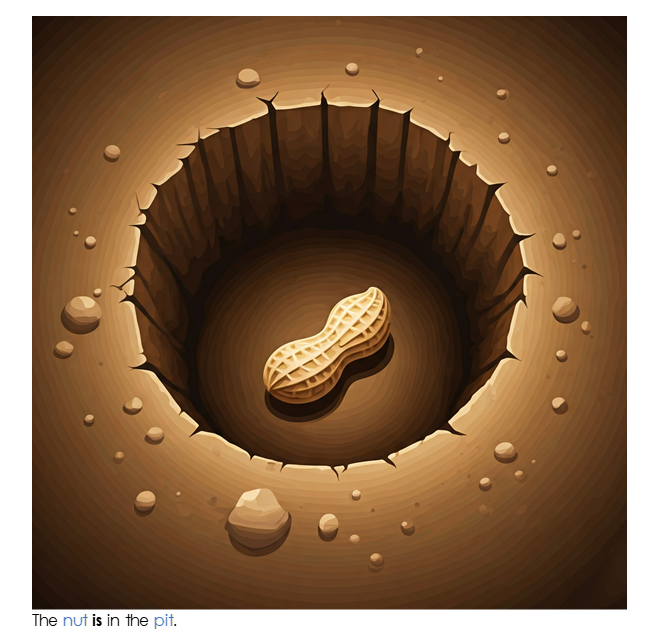 The nut is in the pit.